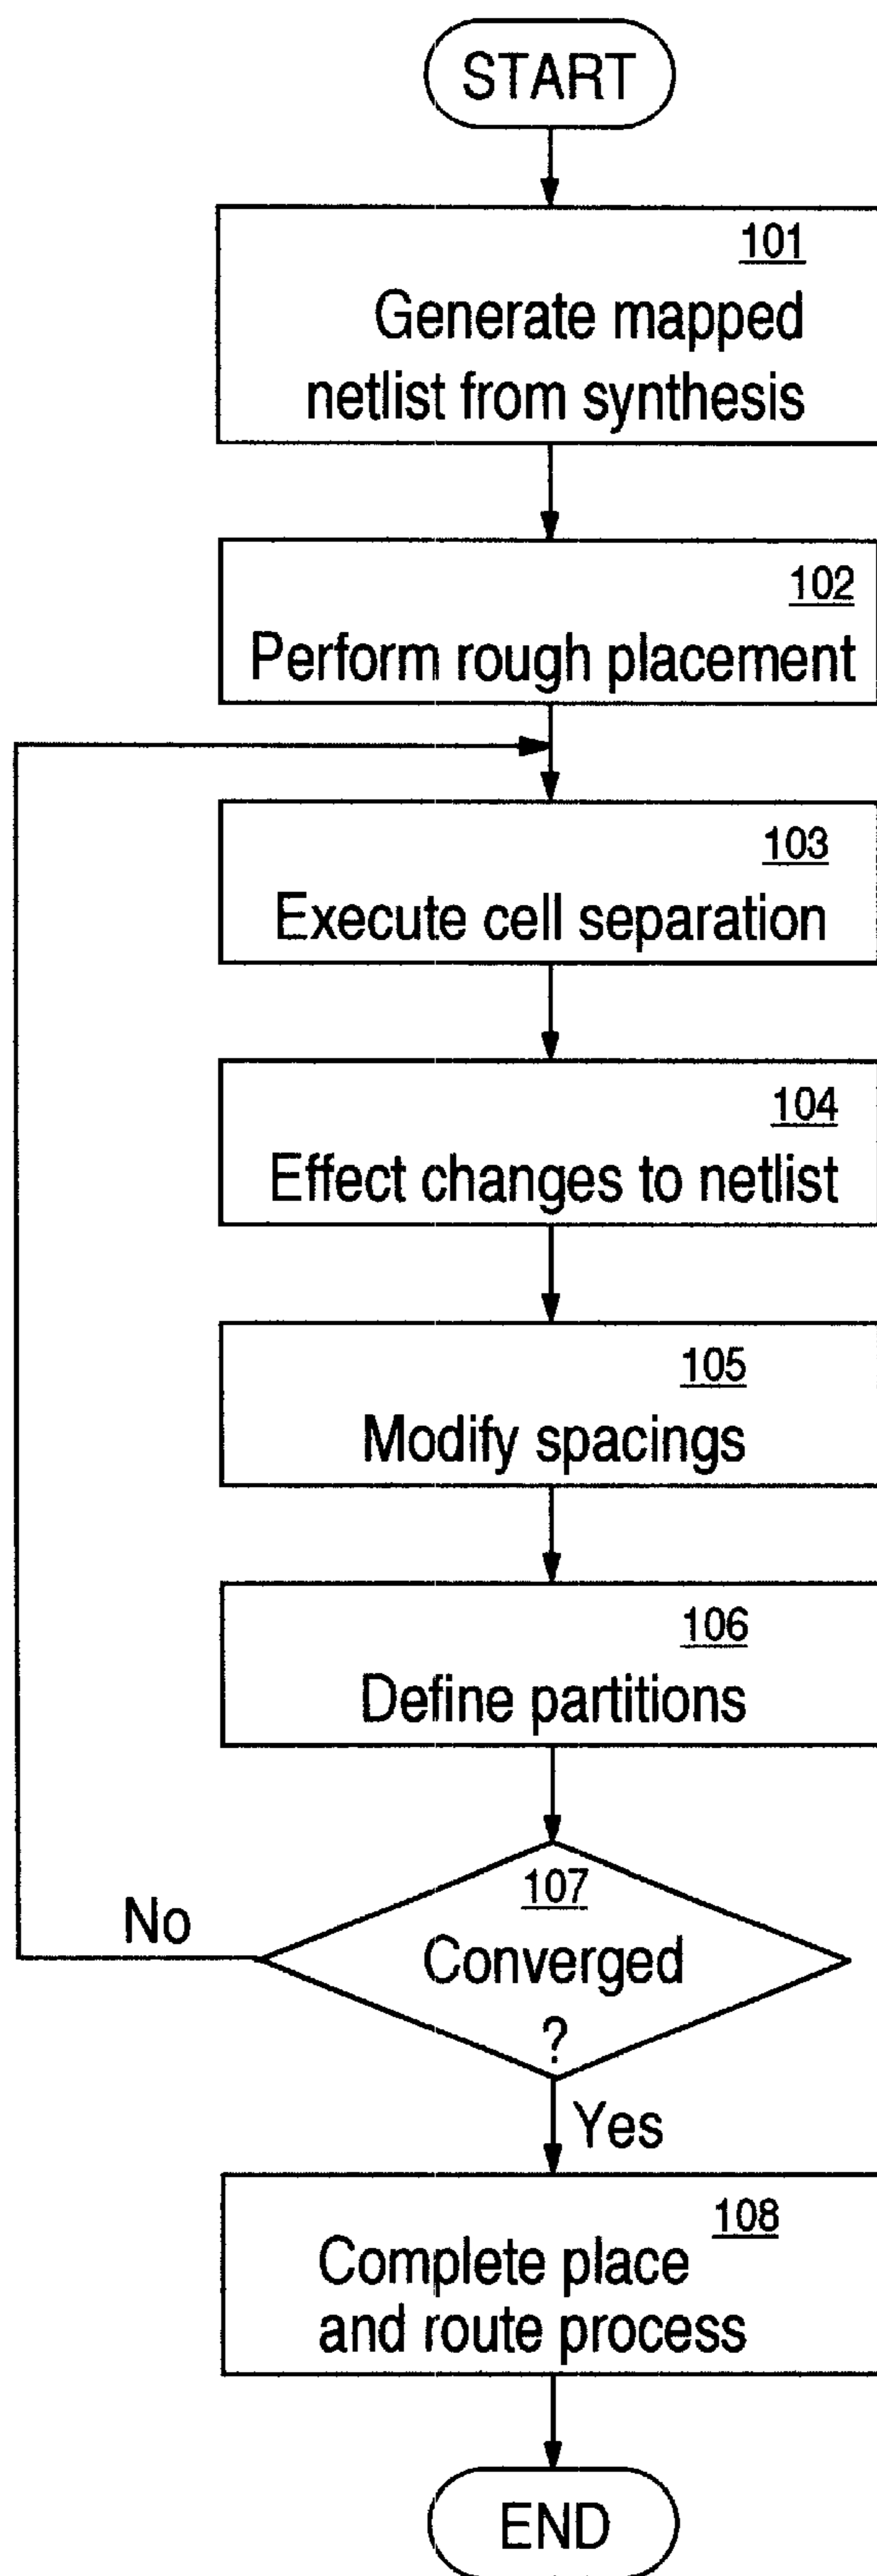 START
101
Generate mapped
netlist from synthesis
102
Perform rough placement
103
Execute cell separation
104
Effect changes to netlist
105
Modify spacings
106
Define partitions
107
No
Converged
?
Yes
108
Complete place
and route process
END